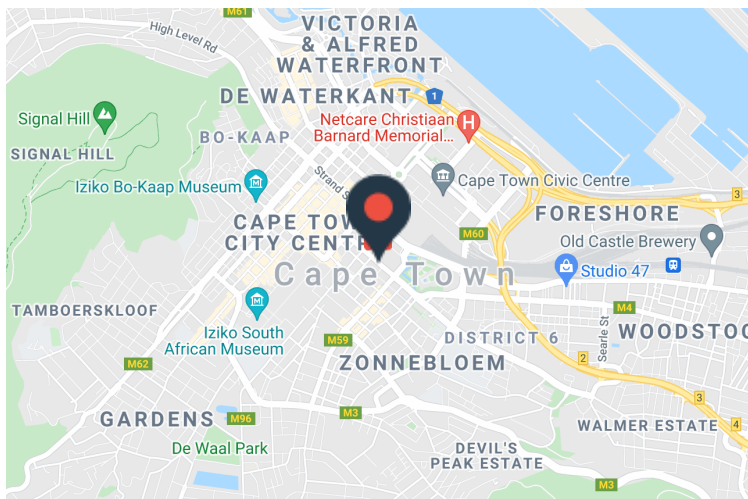 M61
VICTORIA
& ALFRED
WATERFRONT
High Level Rd
DE WATERKANT
1
Signal Hill
Netcare Christiaan
Barnard Memorial...
BO-KAAP
SIGNAL HILL
Iziko Bo-Kaap Museum
Strand
Cape Town Civic Centre
3
FORESHORE
CAPE TOW
CITY CENTR
M60
Old Castle Brewery
Cape Town
Studio 47
TAMBOERSKLOOF
M4
Iziko South
African Museum
M59
DISTRICT 6
Searle St
WOODSTOC
M62
ZONNEBLOEM
2
3
GARDENS
M96
M3
4
WALMER ESTATE
De Waal Park
DEVIL'S
PEAK ESTATE
M3